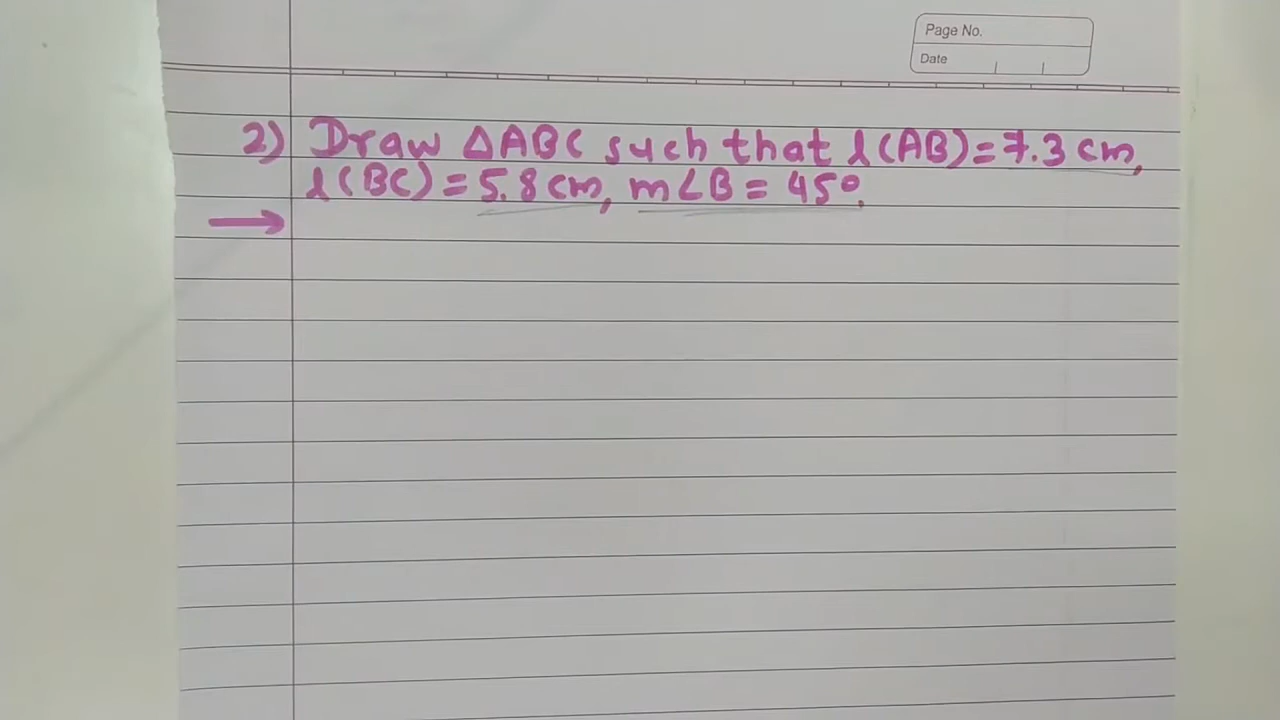 Page No.
Date
2) Draw ΔABC such that l(AB)=7.3 cm,
l(BC)=5.8 cm, m∠B = 45°.